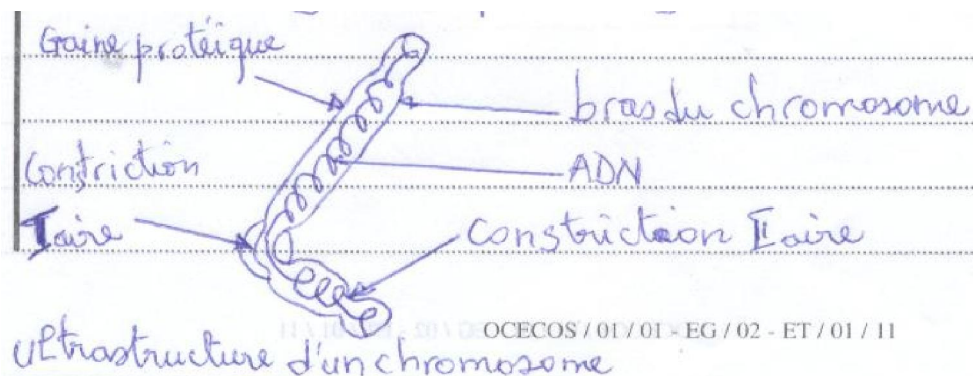 Gaine protéique
bras du chromosome
Contriction
ADN
Iaire
Constriction IIaire
OCECOS / 01 / 01 - EG / 02 - ET / 01 / 11
Ultrastructure d'un chromosome